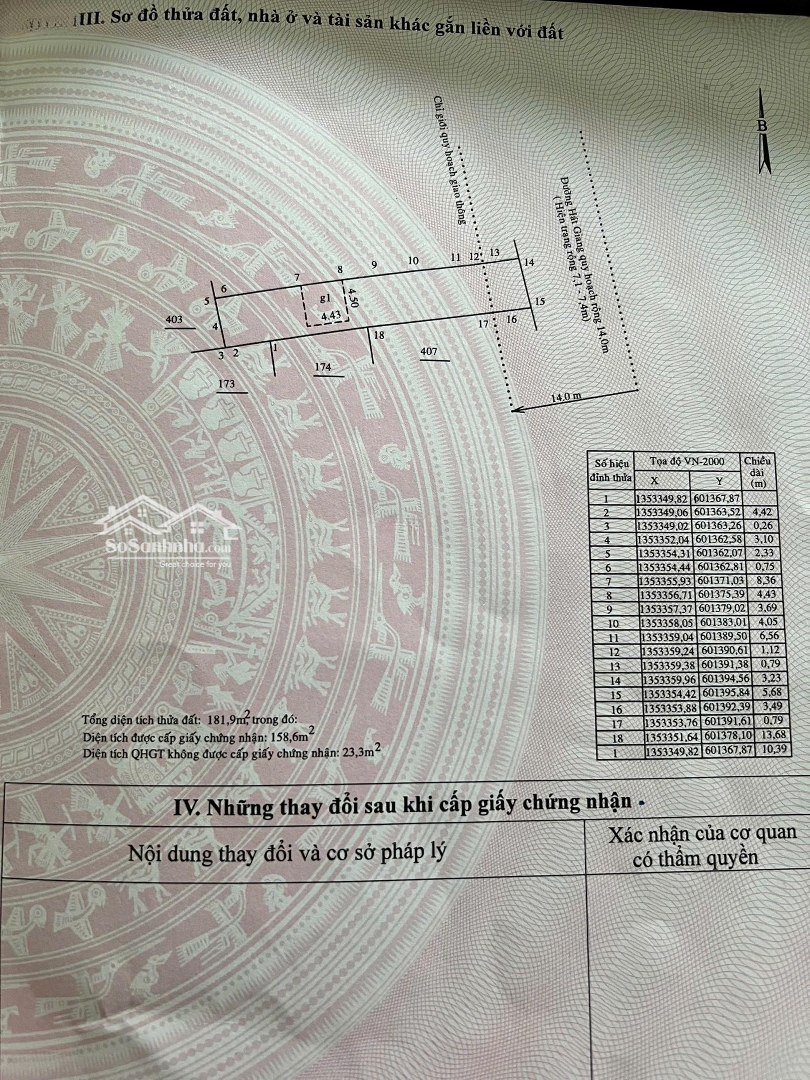 III. Sơ đồ thửa đất, nhà ở và tài sản khác gắn liền với đất
Chỉ giới quy hoạch giao thông
Đường Hát Giang quy hoạch rộng 14,0m
( Hiện trạng rộng 7,1 - 7,4m)
B
5
6
7
8
9
10
11
12
13
14
15
16
17
18
1
2
3
4
g1
4.50
4.43
403
173
174
407
14,0 m
Số hiệu đỉnh thửa Tọa độ VN-2000 Chiều dài (m)
X Y
1 1353349,82 601367,87
2 1353349,06 601363,52 4,42
3 1353349,02 601363,26 0,26
4 1353352,04 601362,58 3,10
5 1353354,31 601362,07 2,33
6 1353354,44 601362,81 0,75
7 1353355,93 601371,03 8,36
8 1353356,71 601375,39 4,43
9 1353357,37 601379,02 3,69
10 1353358,05 601383,01 4,05
11 1353359,04 601389,50 6,56
12 1353359,24 601390,61 1,12
13 1353359,38 601391,38 0,79
14 1353359,96 601394,56 3,23
15 1353354,42 601395,84 5,68
16 1353353,88 601392,39 3,49
17 1353353,76 601391,61 0,79
18 1353351,64 601378,10 13,68
1 1353349,82 601367,87 10,39
SoSanhnha.com
Great choice for you
Tổng diện tích thửa đất: 181,9m², trong đó:
Diện tích được cấp giấy chứng nhận: 158,6m²
Diện tích QHGT không được cấp giấy chứng nhận: 23,3m²
IV. Những thay đổi sau khi cấp giấy chứng nhận
Nội dung thay đổi và cơ sở pháp lý
Xác nhận của cơ quan
có thẩm quyền